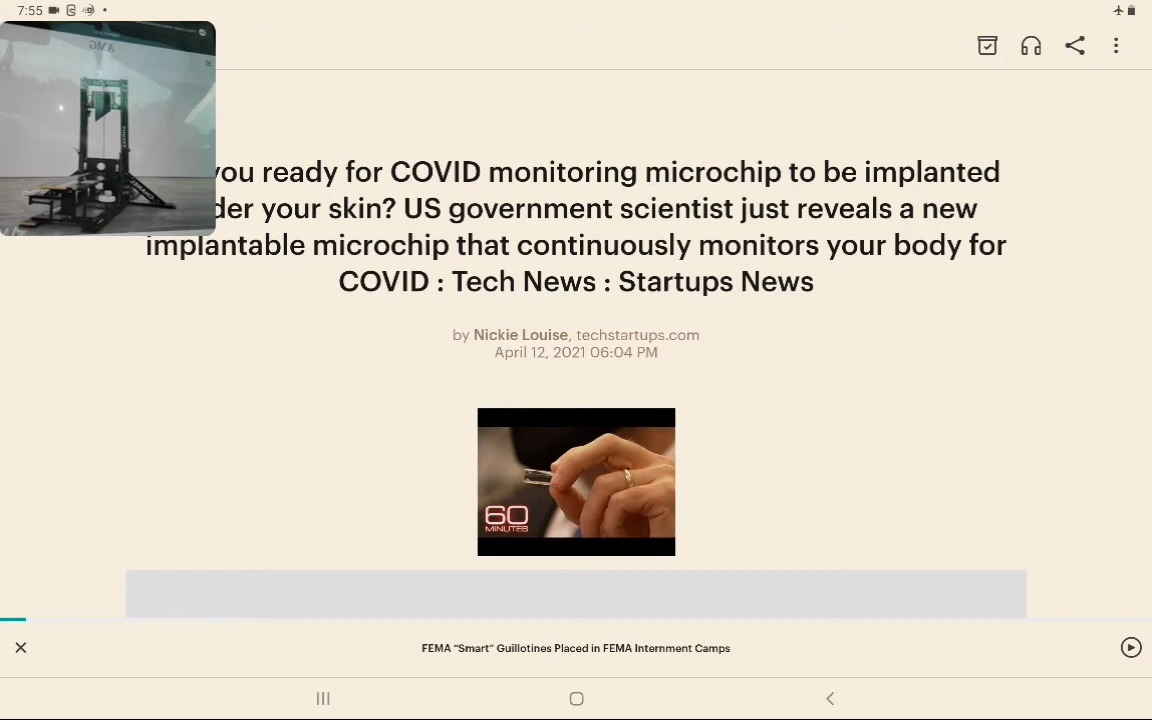 7:55
you ready for COVID monitoring microchip to be implanted
der your skin? US government scientist just reveals a new
implantable microchip that continuously monitors your body for
COVID : Tech News : Startups News
by Nickie Louise, techstartups.com
April 12, 2021 06:04 PM
60
MINUTES
FEMA “Smart” Guillotines Placed in FEMA Internment Camps